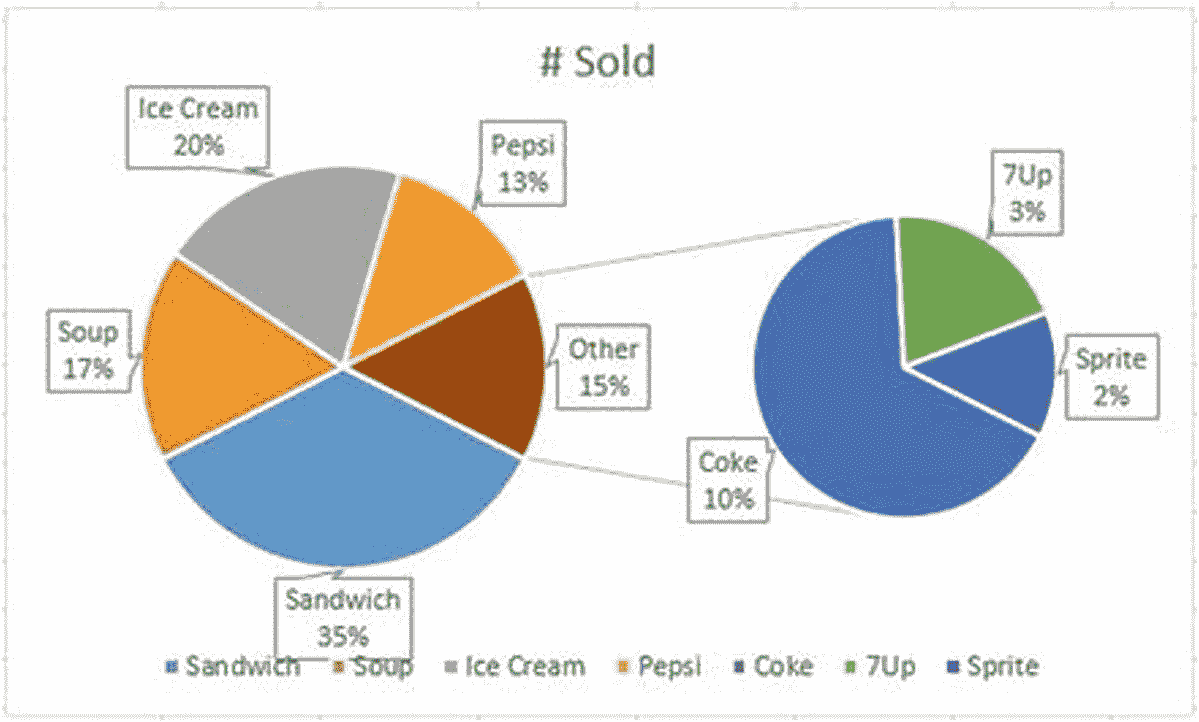 # Sold
Ice Cream
20%
Pepsi
13%
7Up
3%
Soup
17%
Other
15%
Sprite
2%
Coke
10%
Sandwich
35%
Sandwich Soup Ice Cream Pepsi Coke 7Up Sprite